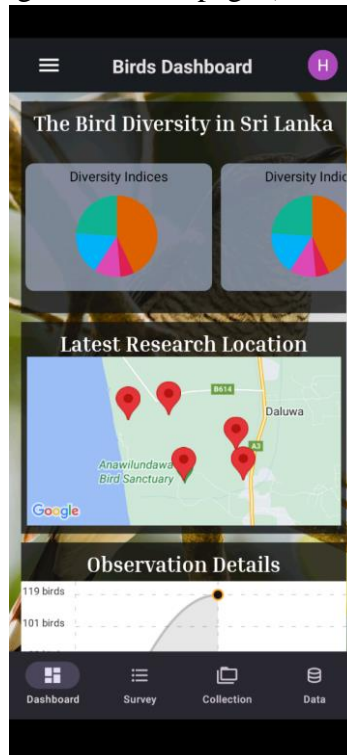 Birds Dashboard
H
The Bird Diversity in Sri Lanka
Diversity Indices
Diversity Indic
Latest Research Location
B614
Daluwa
A3
Anawilundawa
Bird Sanctuary
Google
Observation Details
119 birds
101 birds
Dashboard
Survey
Collection
Data